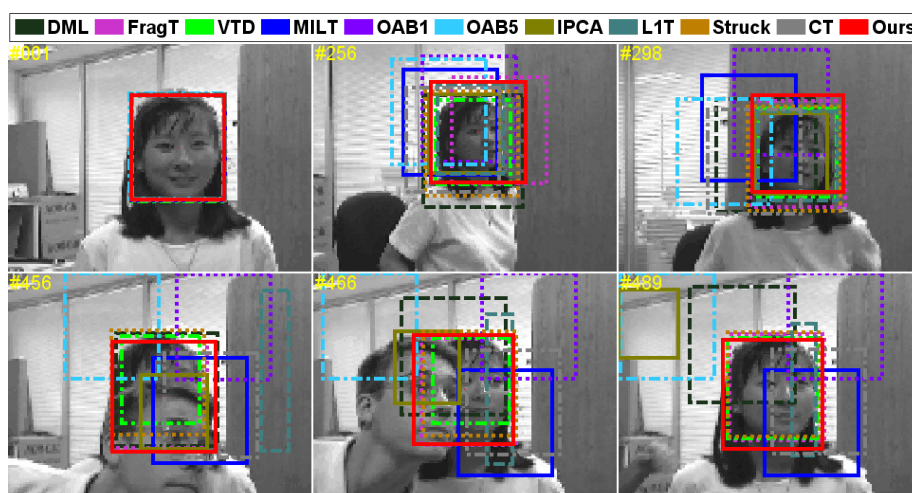 DML FragT VTD MILT OAB1 OAB5 IPCA L1T Struck CT Ours
#001 #256 #298
#456 #466 #489